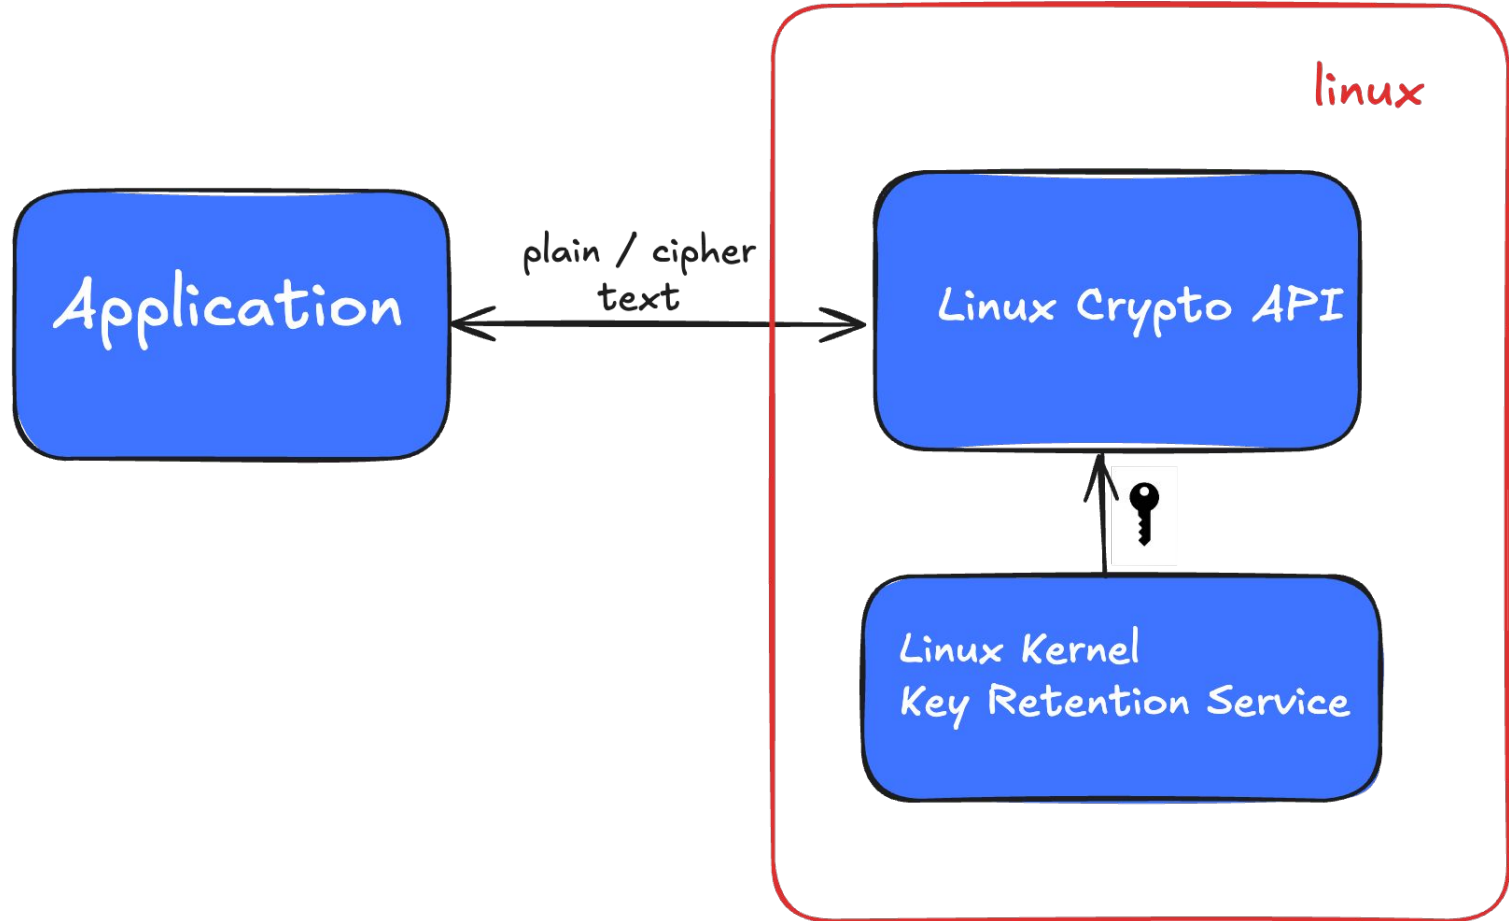 linux
Application
plain / cipher
text
Linux Crypto API
Linux Kernel
Key Retention Service